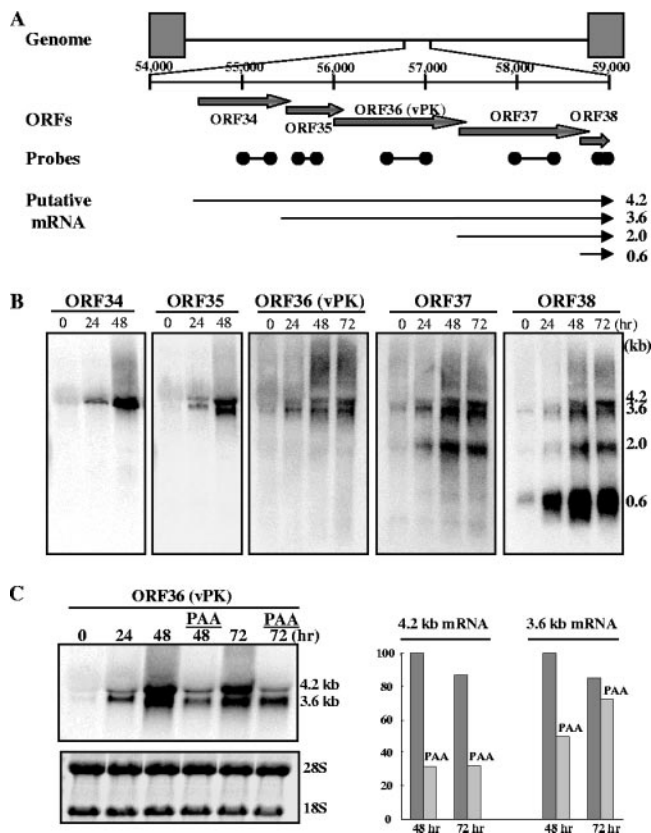 A
Genome
54,000 55,000 56,000 57,000 58,000 59,000
ORF36 (vPK)
ORF38
ORFs
ORF34
ORF35
ORF37
Probes
Putative
mRNA
4.2
3.6
2.0
0.6
B
ORF34 ORF35 ORF36 (vPK) ORF37 ORF38
0 24 48 0 24 48 0 24 48 72 0 24 48 72 0 24 48 72 (hr)
(kb)
4.2
3.6
2.0
0.6
C
ORF36 (vPK)
PAA PAA
0 24 48 48 72 72 (hr)
4.2 kb
3.6 kb
28S
18S
4.2 kb mRNA 3.6 kb mRNA
100
80
60
40
20
0
PAA PAA PAA PAA
48 hr 72 hr 48 hr 72 hr